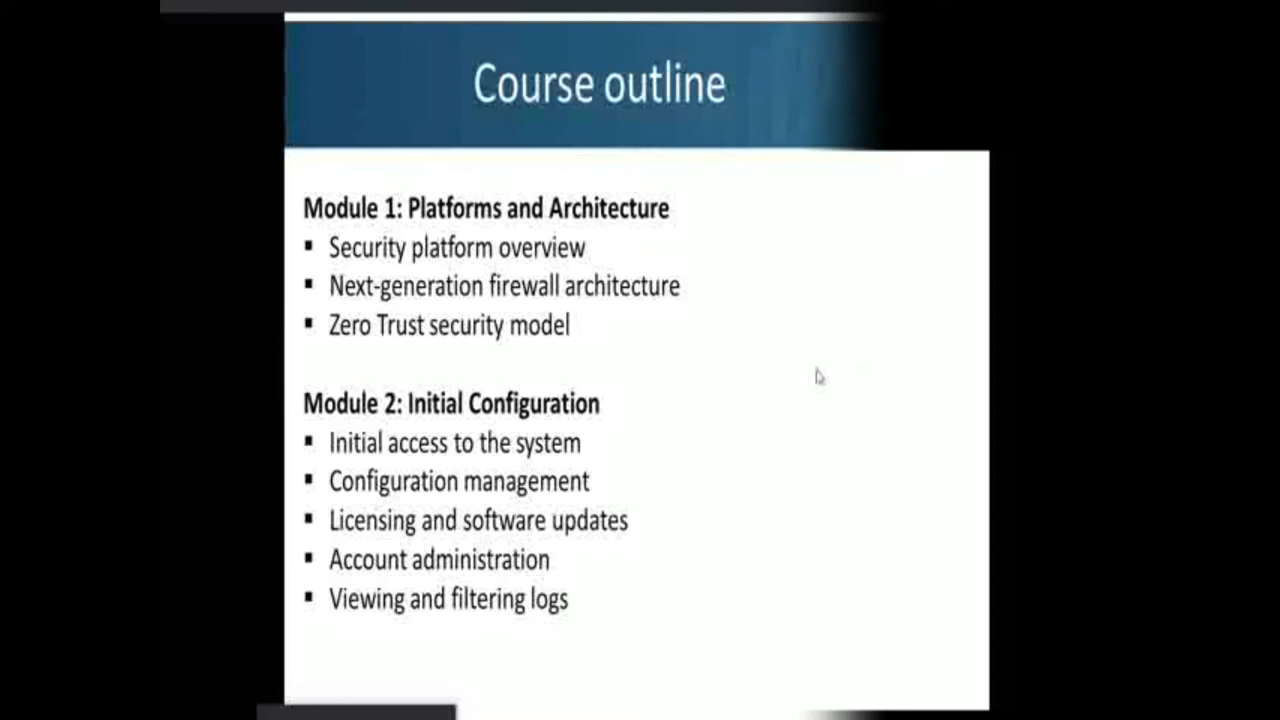 Course outline
Module 1: Platforms and Architecture
▪ Security platform overview
▪ Next-generation firewall architecture
▪ Zero Trust security model
Module 2: Initial Configuration
▪ Initial access to the system
▪ Configuration management
▪ Licensing and software updates
▪ Account administration
▪ Viewing and filtering logs